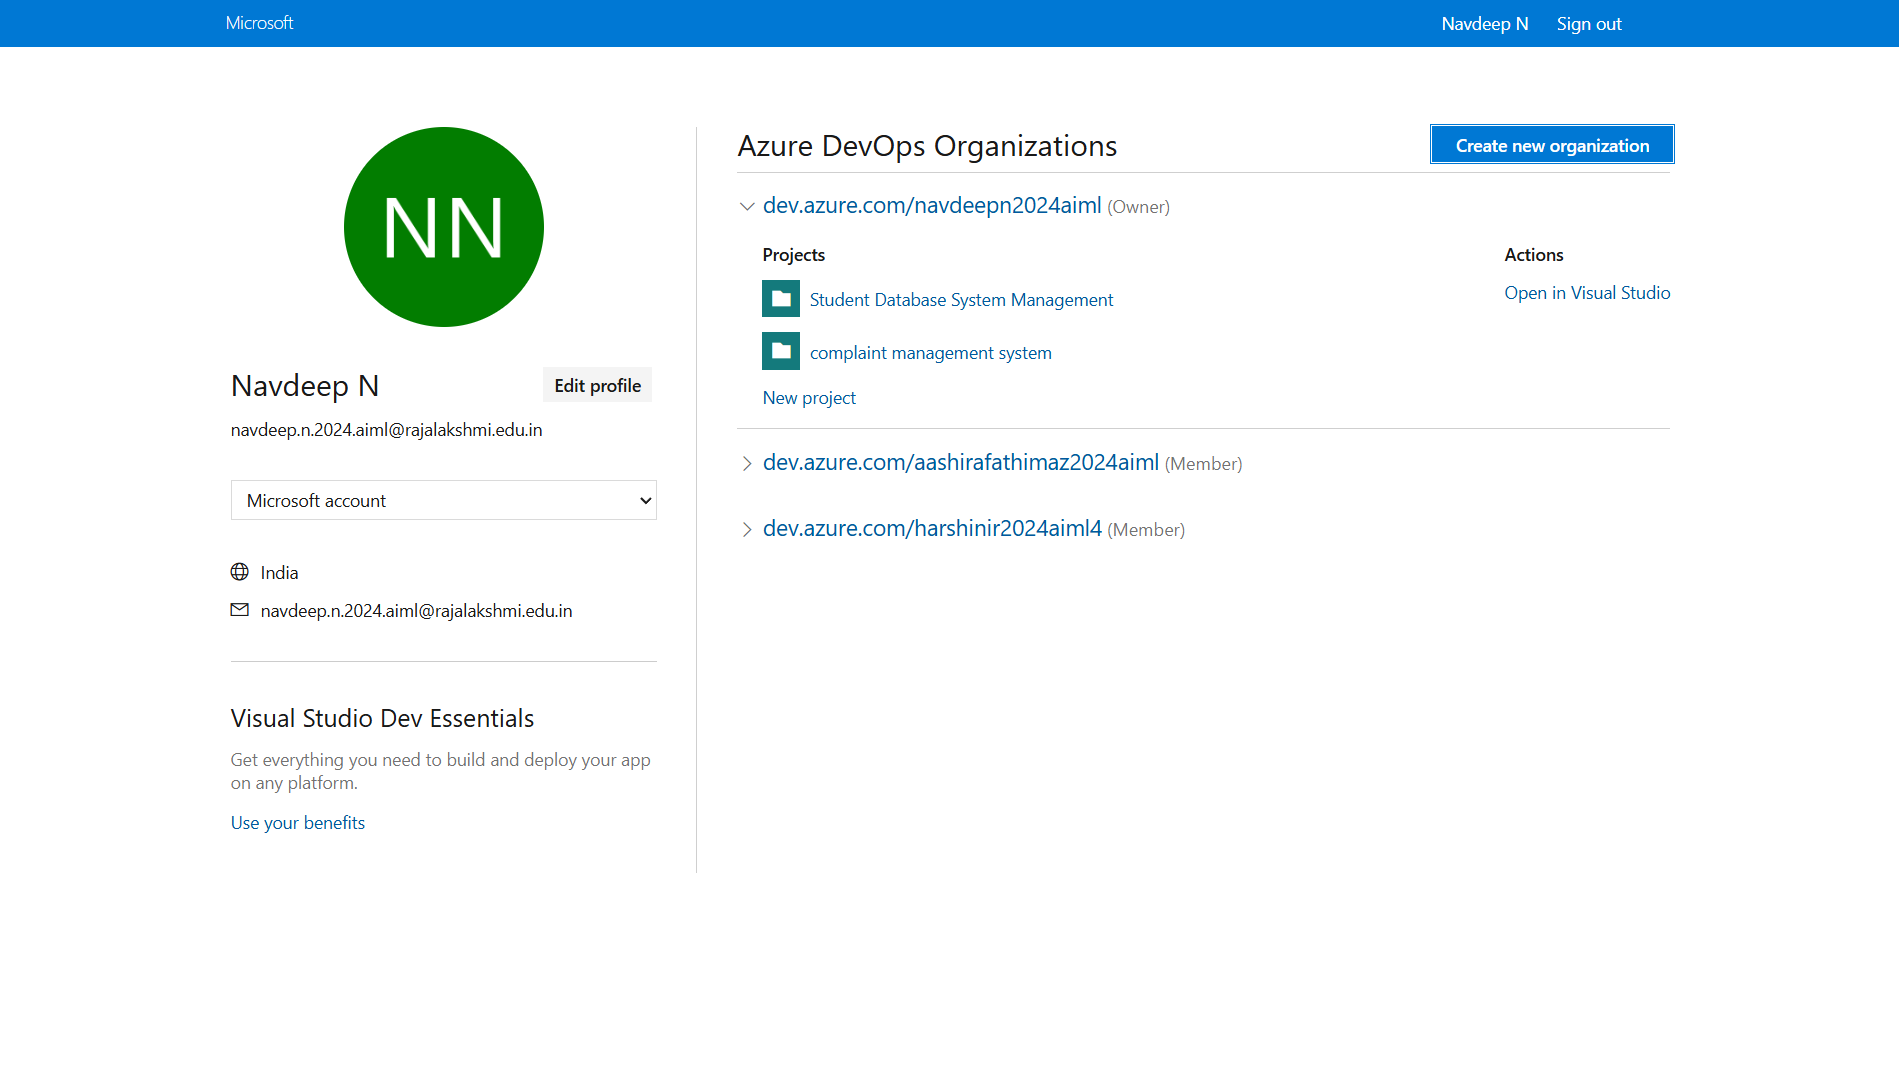 Microsoft
Navdeep N Sign out
NN
Navdeep N
Edit profile
navdeep.n.2024.aiml@rajalakshmi.edu.in
Microsoft account
India
navdeep.n.2024.aiml@rajalakshmi.edu.in
Visual Studio Dev Essentials
Get everything you need to build and deploy your app
on any platform.
Use your benefits
Azure DevOps Organizations
Create new organization
dev.azure.com/navdeepn2024aiml (Owner)
Projects
Actions
Student Database System Management
Open in Visual Studio
complaint management system
New project
dev.azure.com/aashirafathimaz2024aiml (Member)
dev.azure.com/harshinir2024aiml4 (Member)